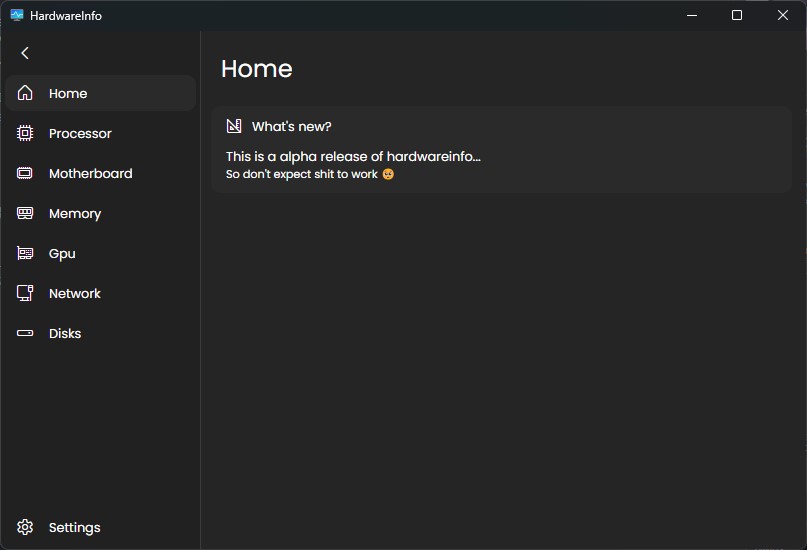 HardwareInfo
Home
Processor
Motherboard
Memory
Gpu
Network
Disks
Settings
Home
What's new?
This is a alpha release of hardwareinfo...
So don't expect shit to work 🥺